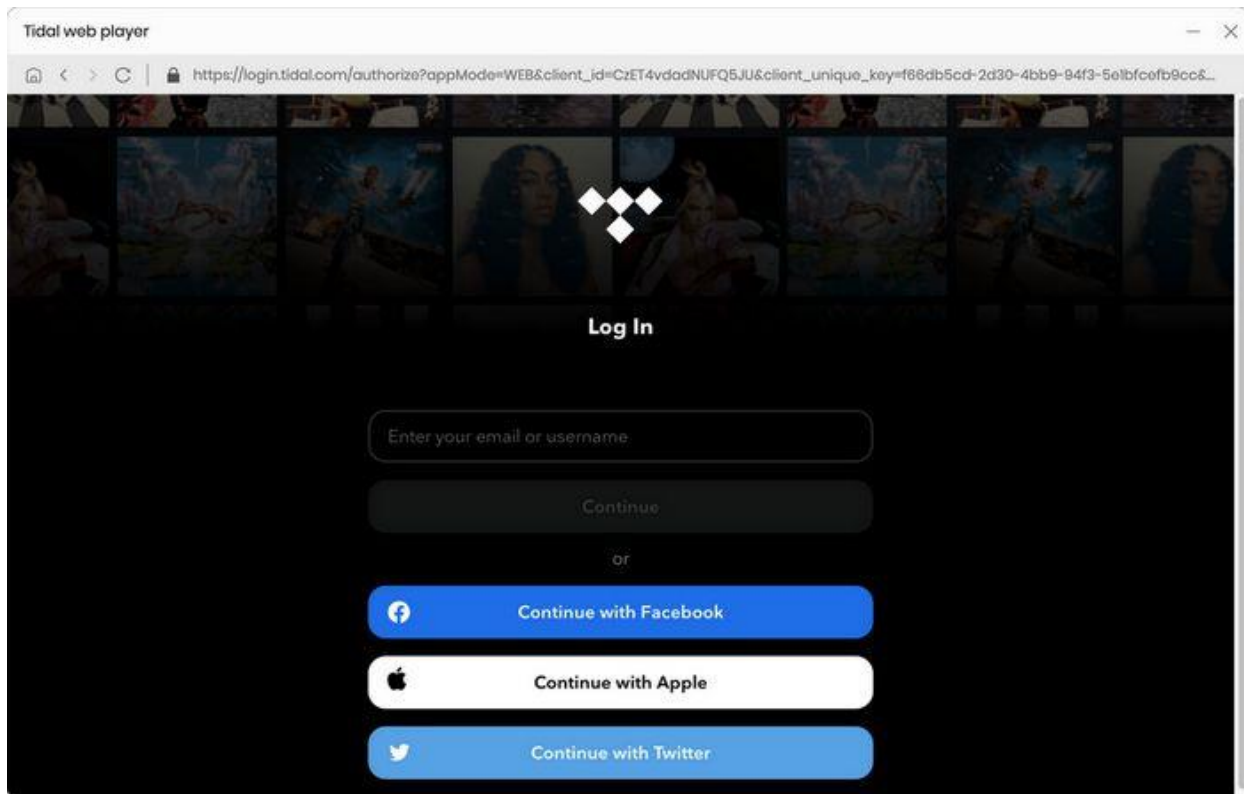 Tidal web player
https://login.tidal.com/authorize?appMode=WEB&client_id=CzET4vdadNUFQ5JU&client_unique_key=f66db5cd-2d30-4bb9-94f3-5e1bfcefb9cc&...
Log In
Enter your email or username
Continue
or
Continue with Facebook
Continue with Apple
Continue with Twitter